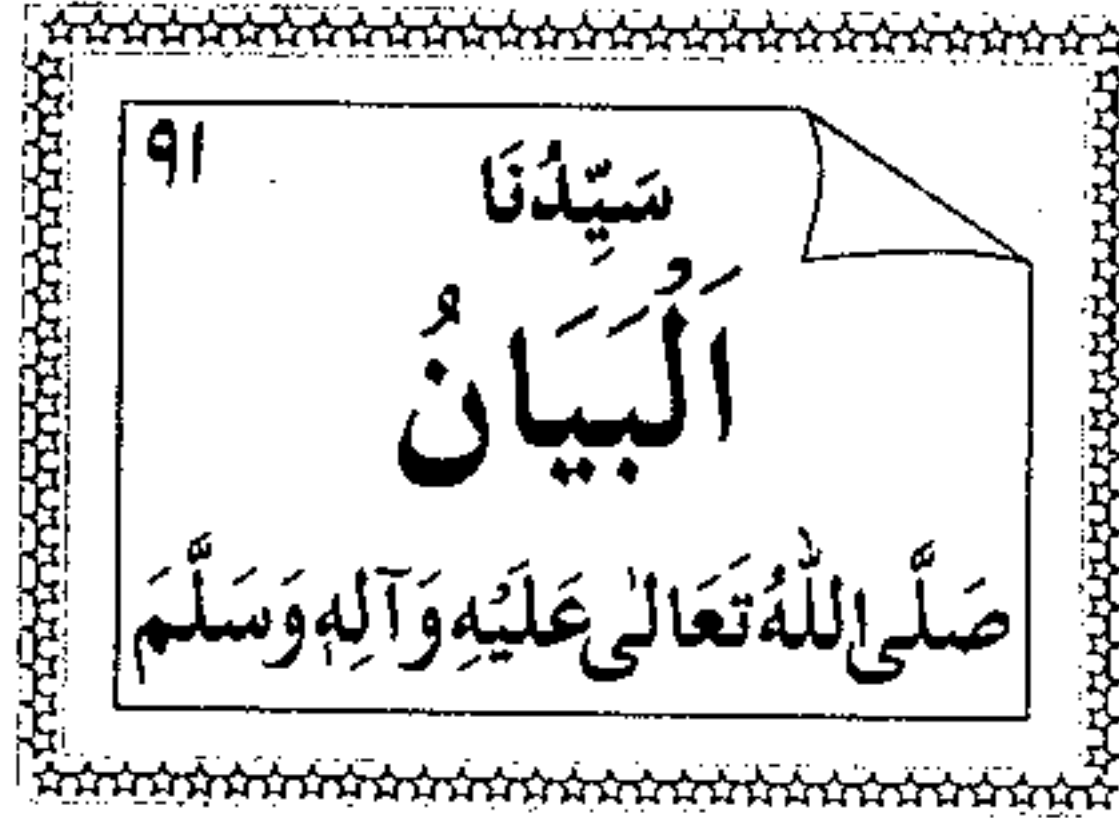 ۹۱
سَيِّدُنَا
اَلْبَيَانُ
صَلَّى اللّٰهُ تَعَالٰى عَلَيْهِ وَآلِهٖ وَسَلَّمَ